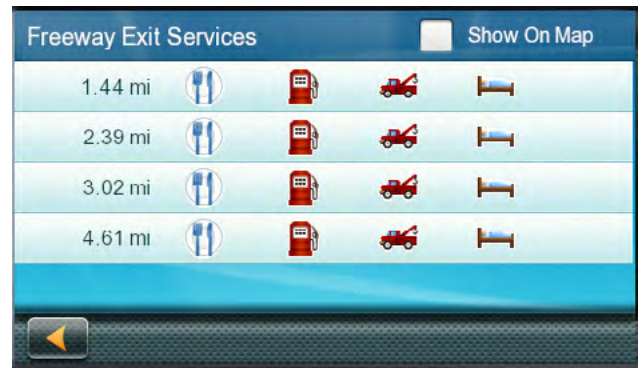 Freeway Exit Services Show On Map
1.44 mi
2.39 mi
3.02 mi
4.61 mi